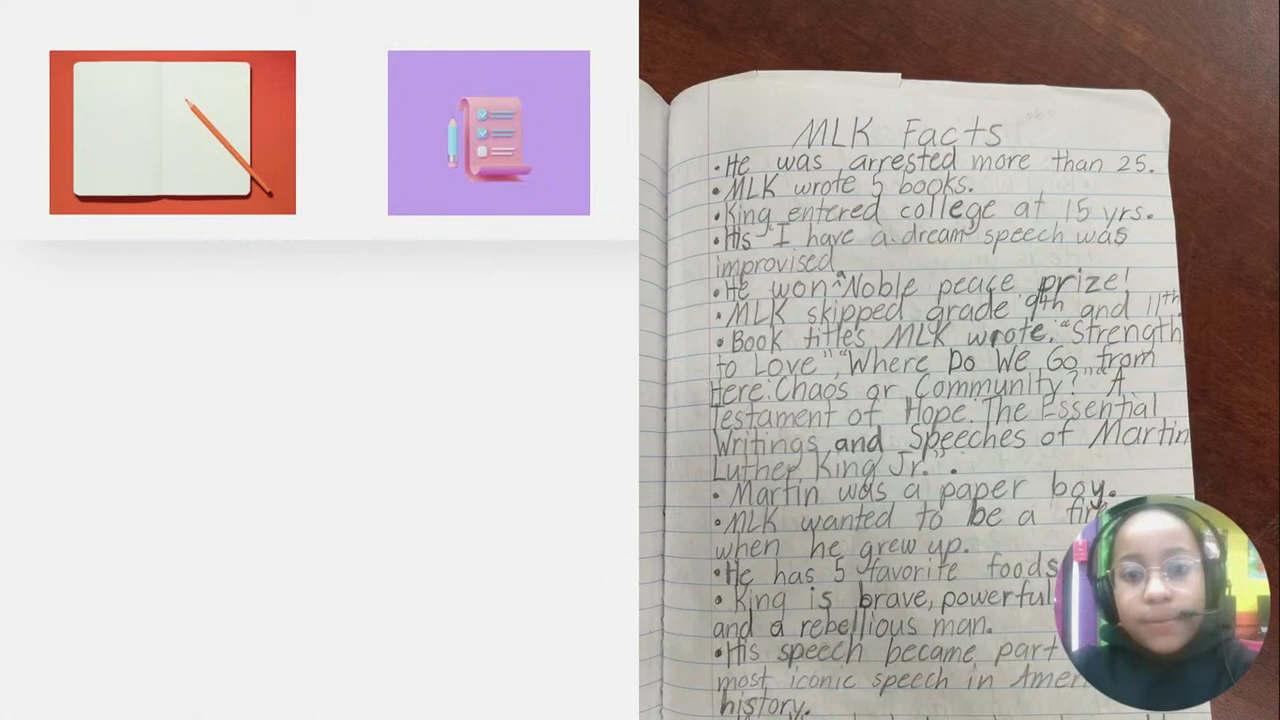 MLK Facts
• He was arrested more than 25.
• MLK wrote 5 books.
• King entered college at 15 yrs.
• His "I have a dream" speech was
improvised
• He won a Noble peace prize!
• MLK skipped grade 9th and 11th
• Book titles MLK wrote: "Strength
to Love", "Where Do We Go from
Here: Chaos or Community?" "A
Testament of Hope: The Essential
Writings and Speeches of Martin
Luther King Jr.".
• Martin was a paper boy.
• MLK wanted to be a
when he grew up.
• He has 5 favorite foods
• King is brave, powerful
and a rebellious man.
• His speech became part
most iconic speech in
history.